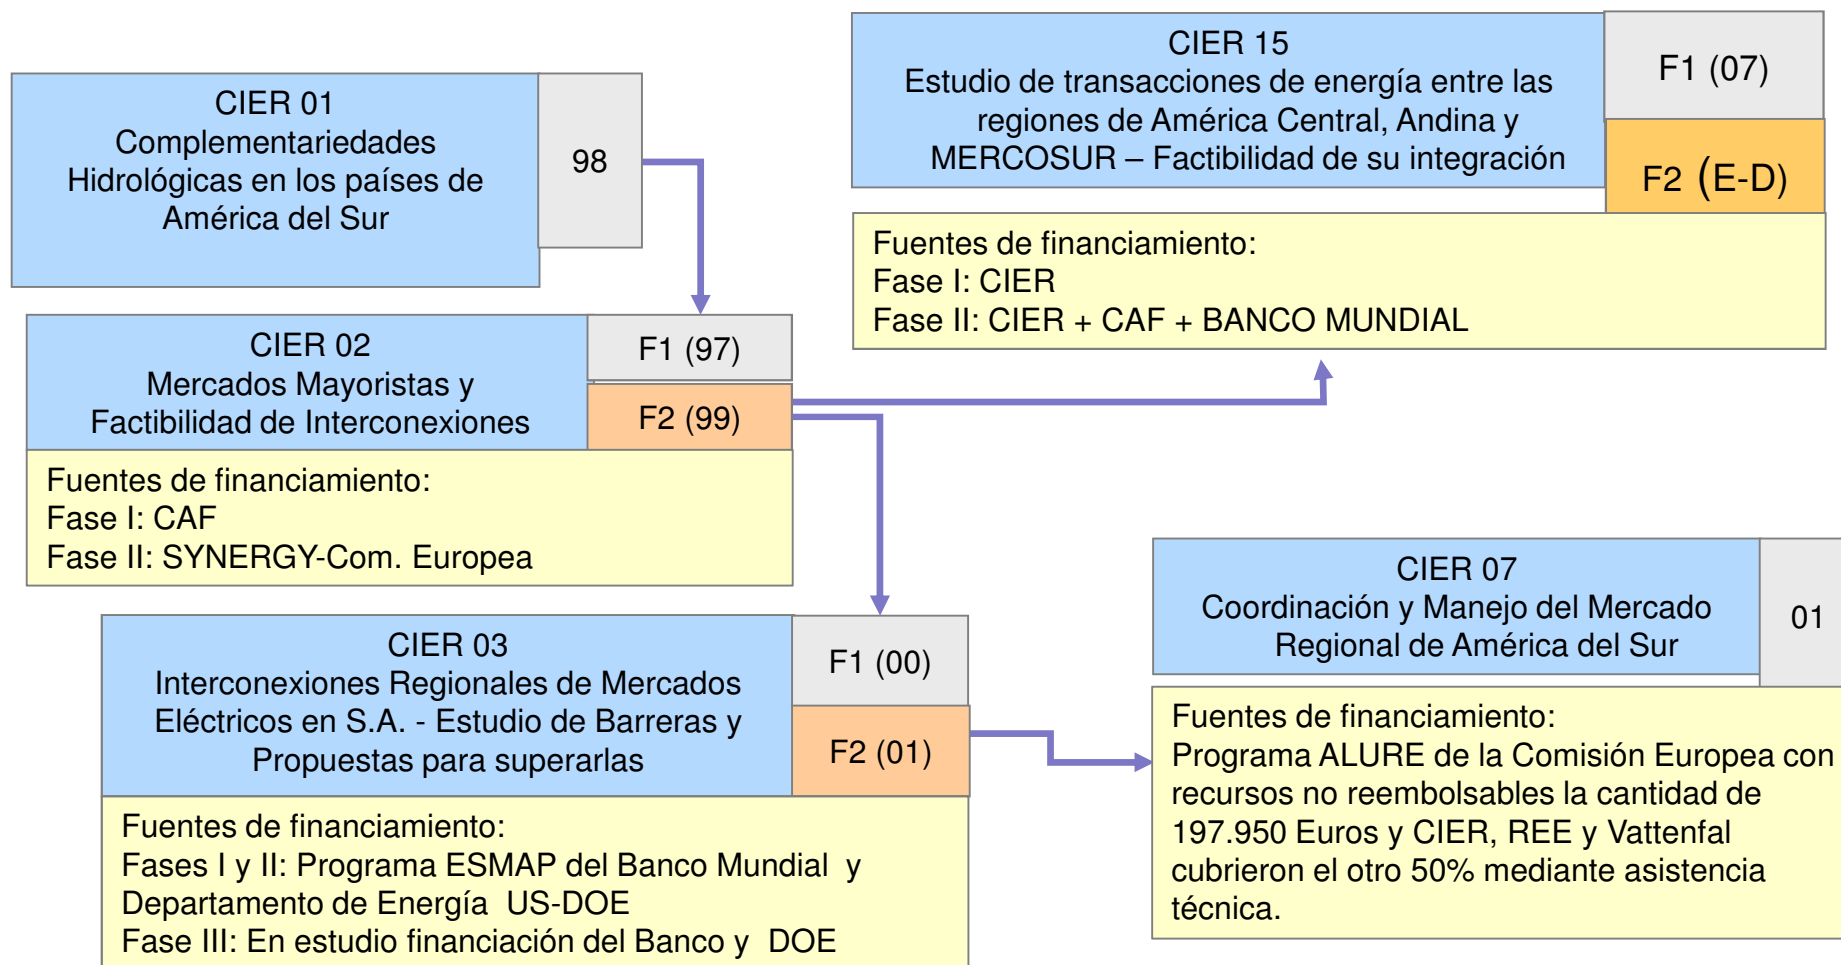 CIER 01
Complementariedades
Hidrológicas en los países de
América del Sur
98
CIER 15
Estudio de transacciones de energía entre las
regiones de América Central, Andina y
MERCOSUR – Factibilidad de su integración
F1 (07)
F2 (E-D)
Fuentes de financiamiento:
Fase I: CIER
Fase II: CIER + CAF + BANCO MUNDIAL
CIER 02
Mercados Mayoristas y
Factibilidad de Interconexiones
F1 (97)
F2 (99)
Fuentes de financiamiento:
Fase I: CAF
Fase II: SYNERGY-Com. Europea
CIER 03
Interconexiones Regionales de Mercados
Eléctricos en S.A. - Estudio de Barreras y
Propuestas para superarlas
F1 (00)
F2 (01)
Fuentes de financiamiento:
Fases I y II: Programa ESMAP del Banco Mundial y
Departamento de Energía US-DOE
Fase III: En estudio financiación del Banco y DOE
CIER 07
Coordinación y Manejo del Mercado
Regional de América del Sur
01
Fuentes de financiamiento:
Programa ALURE de la Comisión Europea con
recursos no reembolsables la cantidad de
197.950 Euros y CIER, REE y Vattenfal
cubrieron el otro 50% mediante asistencia
técnica.